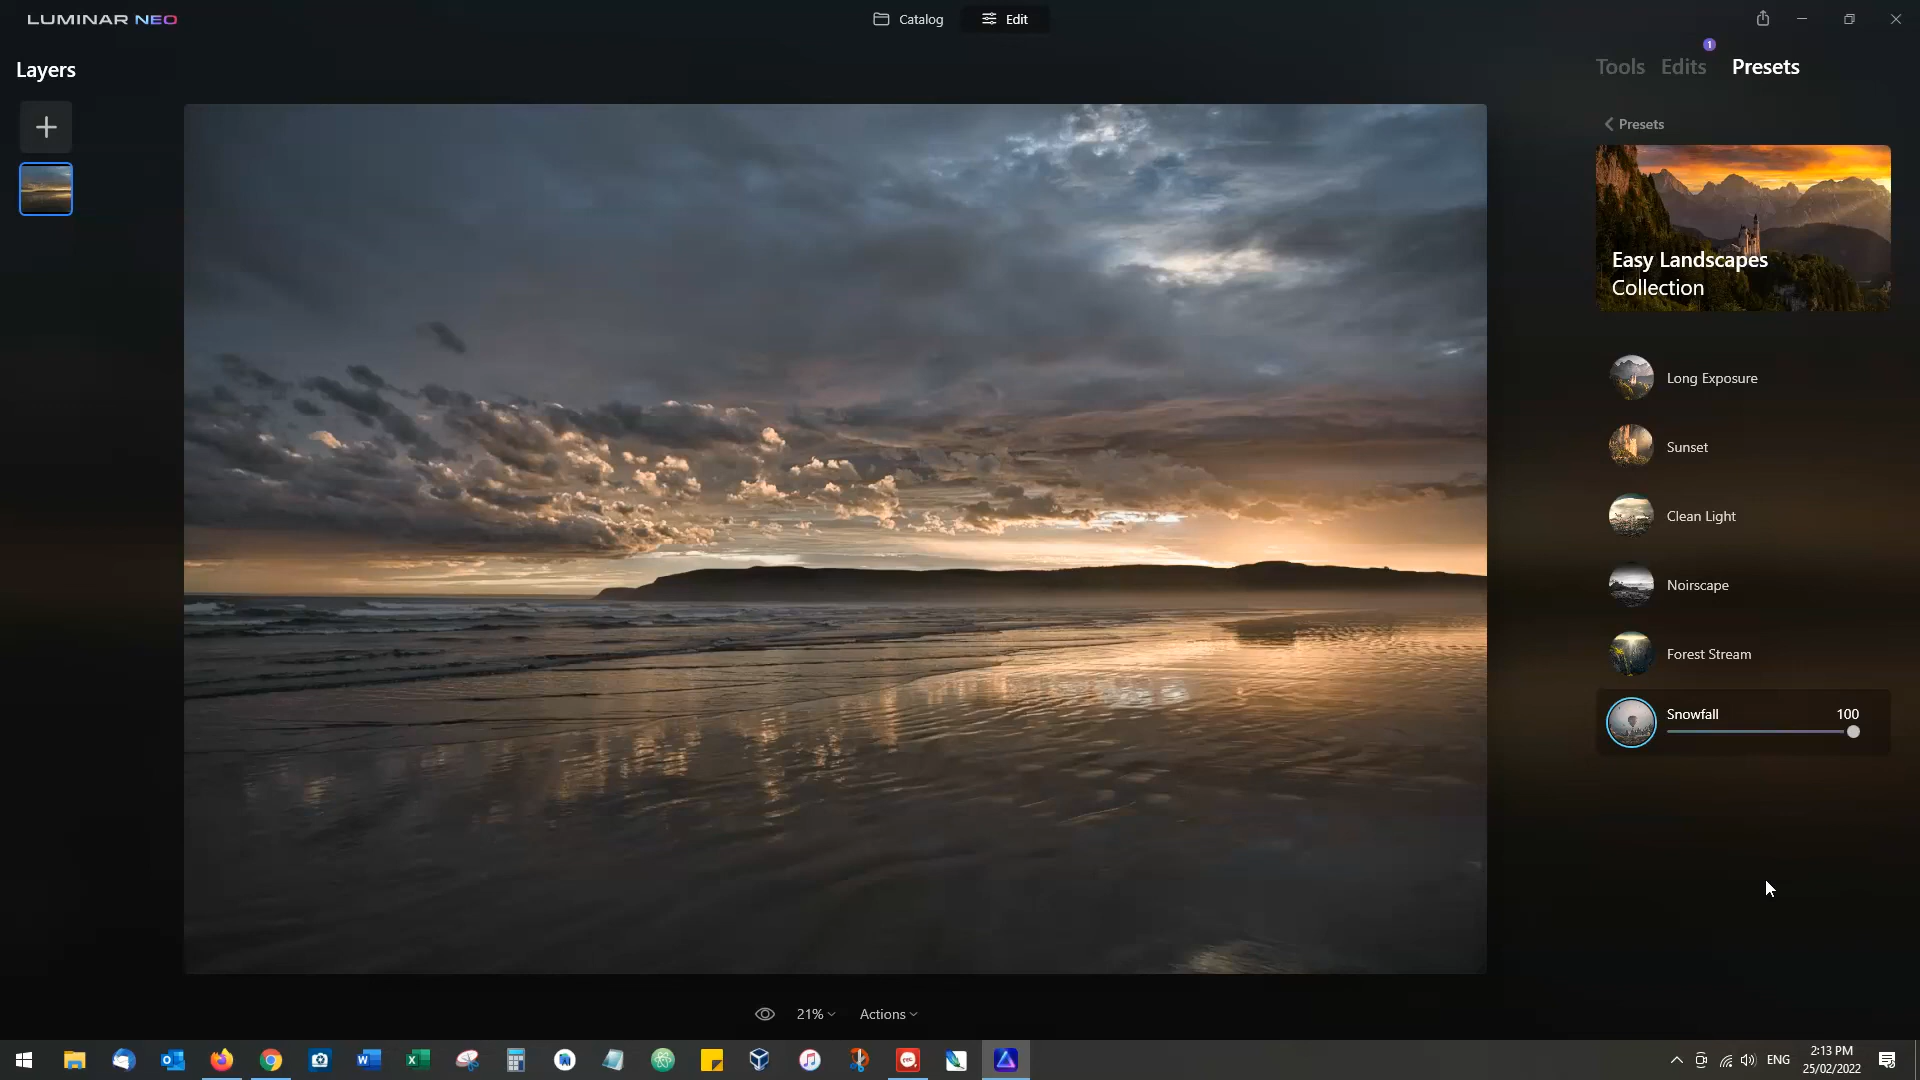 LUMINAR NEO
Catalog
Edit
Layers
1
Tools Edits Presets
Presets
Easy Landscapes
Collection
Long Exposure
Sunset
Clean Light
Noirscape
Forest Stream
Snowfall 100
21%
Actions
ENG
2:13 PM
25/02/2022